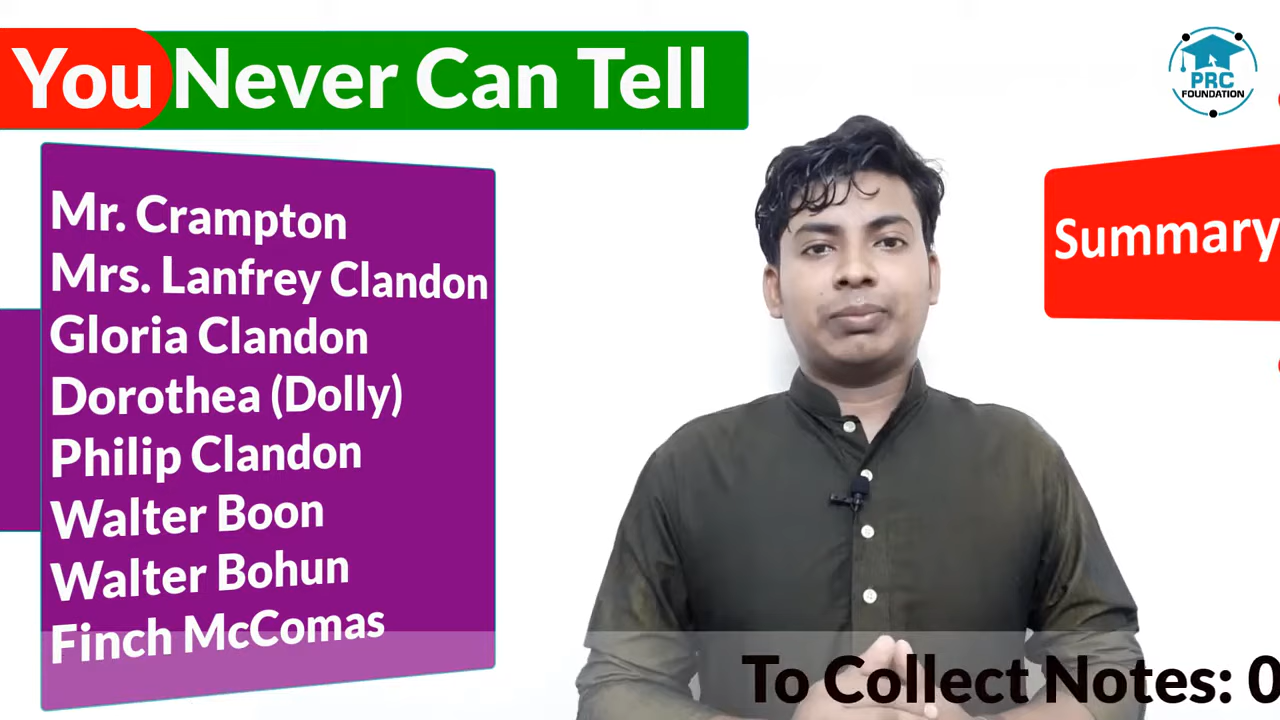 You Never Can Tell
PRC
FOUNDATION
Mr. Crampton
Mrs. Lanfrey Clandon
Gloria Clandon
Dorothea (Dolly)
Philip Clandon
Walter Boon
Walter Bohun
Finch McComas
Summary
To Collect Notes: 0